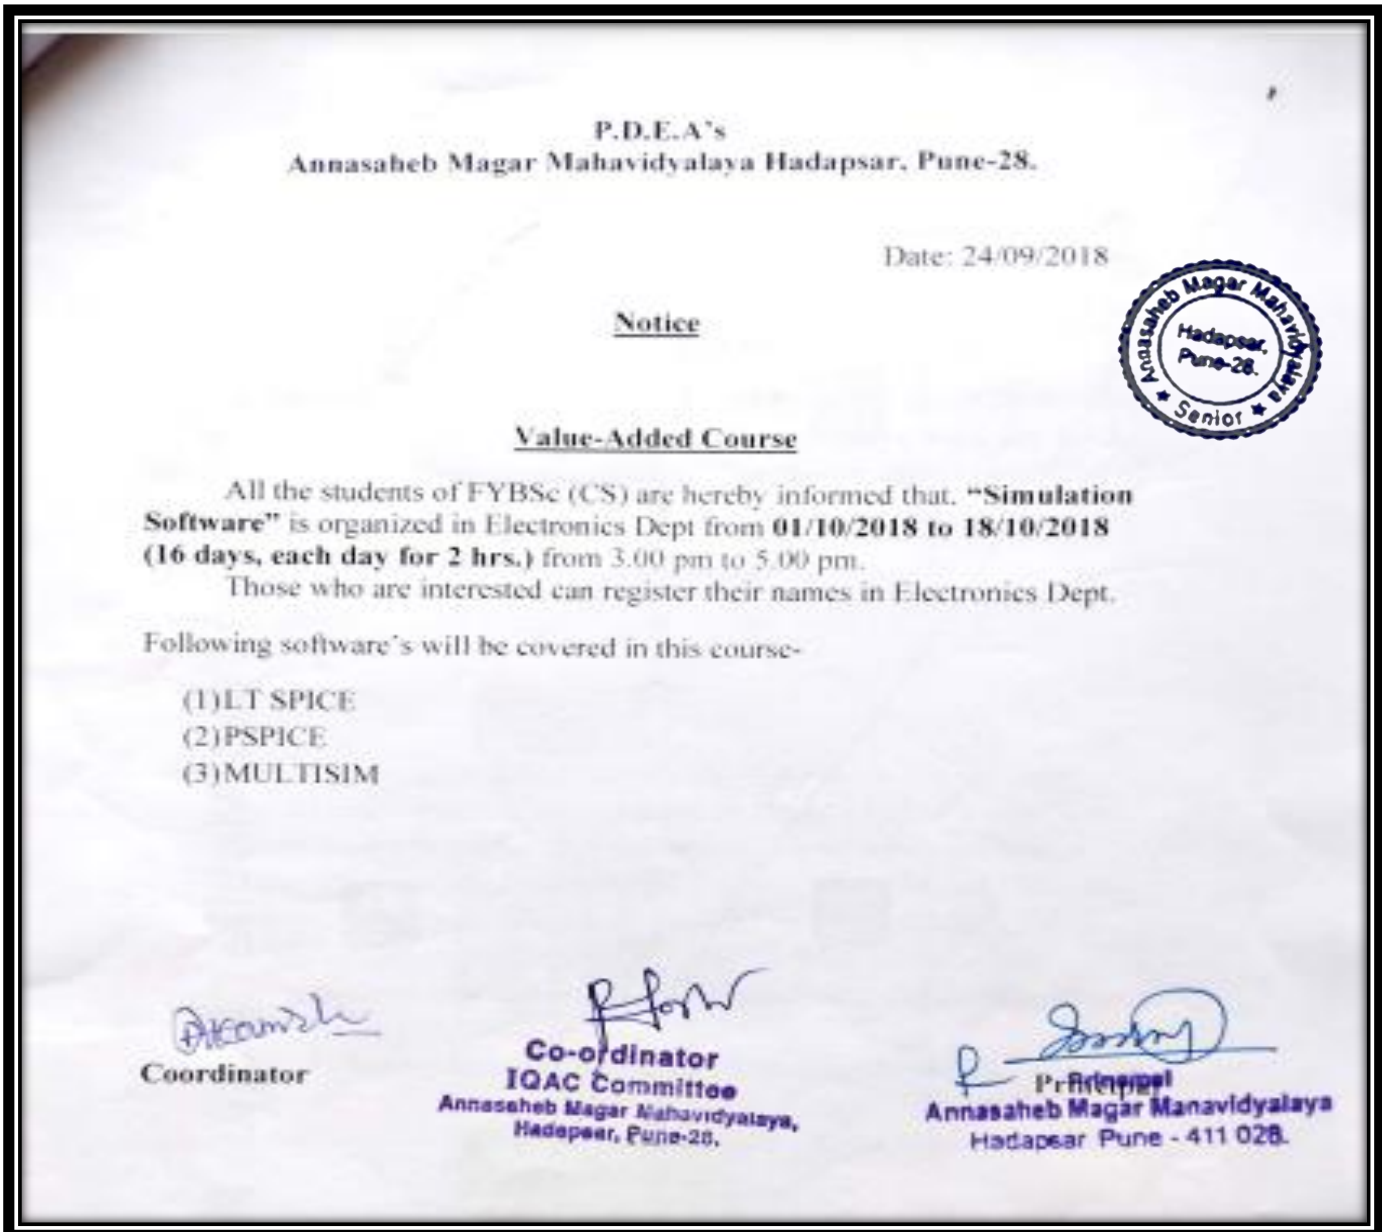 P.D.E.A's
Annasaheb Magar Mahavidyalaya Hadapsar, Pune-28.
Date: 24/09/2018
Annasaheb Magar Mahavidyalaya
Hadapsar,
Pune-28.
★ Senior ★
Notice
Value-Added Course
All the students of FYBSc (CS) are hereby informed that. “Simulation
Software” is organized in Electronics Dept from 01/10/2018 to 18/10/2018
(16 days, each day for 2 hrs.) from 3.00 pm to 5.00 pm.
Those who are interested can register their names in Electronics Dept.
Following software's will be covered in this course-
(1)LT SPICE
(2)PSPICE
(3)MULTISIM
Coordinator
Co-ordinator
IQAC Committee
Annasaheb Magar Mahavidyalaya,
Hadapsar, Pune-28.
Principal
Principal
Annasaheb Magar Mahavidyalaya
Hadapsar Pune - 411 028.